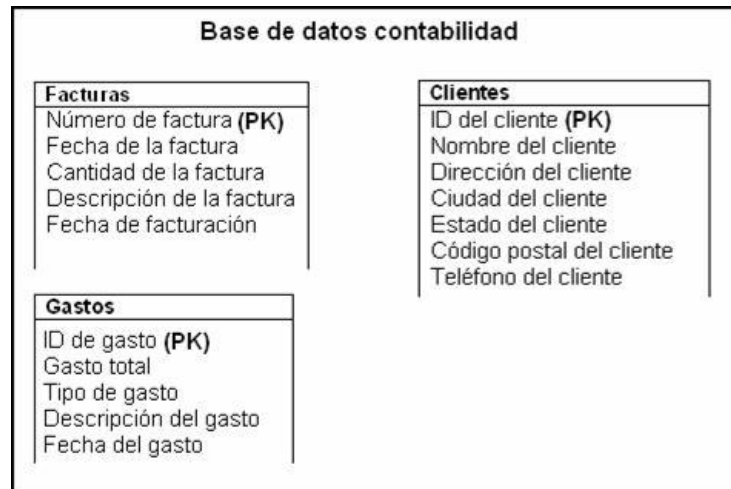 Base de datos contabilidad
Facturas
Número de factura (PK)
Fecha de la factura
Cantidad de la factura
Descripción de la factura
Fecha de facturación
Clientes
ID del cliente (PK)
Nombre del cliente
Dirección del cliente
Ciudad del cliente
Estado del cliente
Código postal del cliente
Teléfono del cliente
Gastos
ID de gasto (PK)
Gasto total
Tipo de gasto
Descripción del gasto
Fecha del gasto